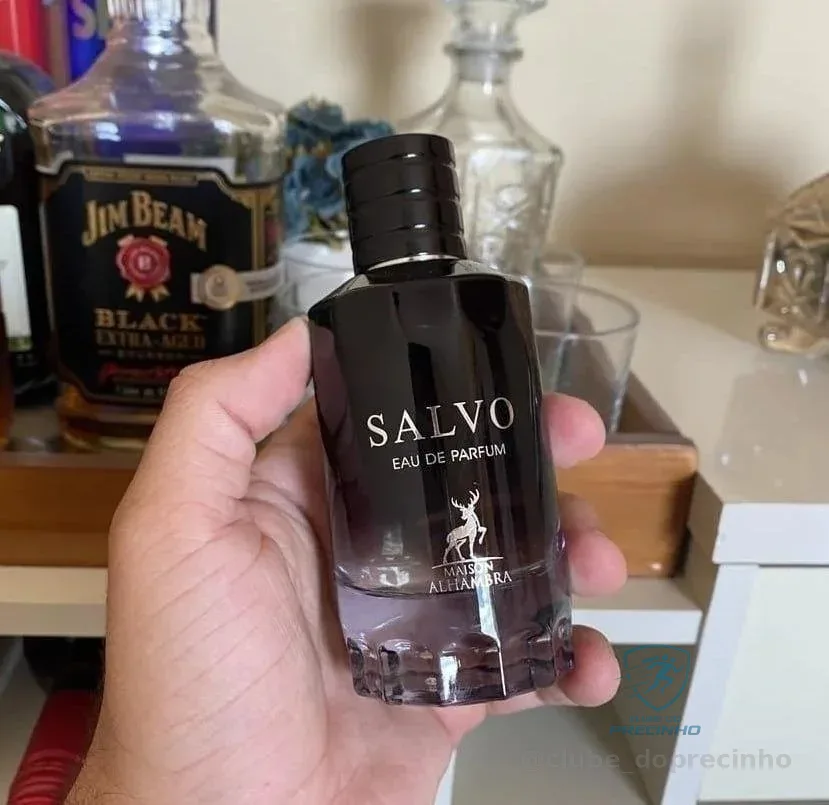 JIM BEAM
B
BLACK
EXTRA-AGED
SALVO
EAU DE PARFUM
MAISON
ALHAMBRA
PRECINHO
clube_doprecinho